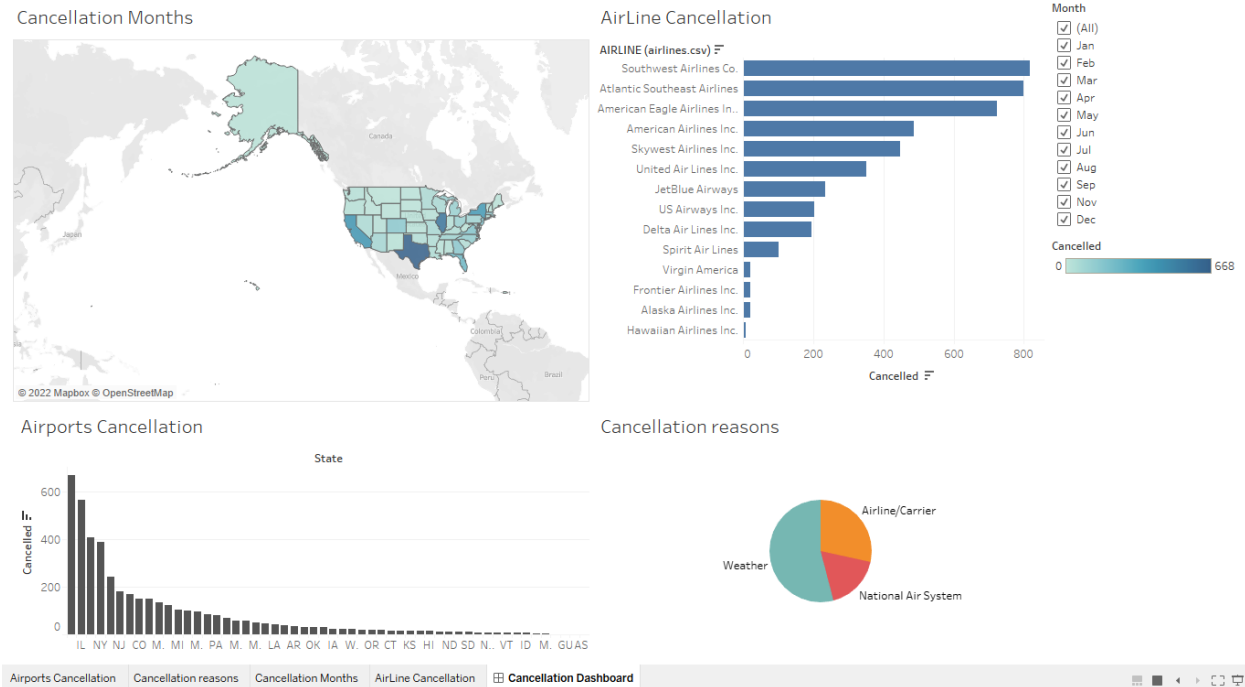 Cancellation Months
Canada
Japan
Mexico
Colombia
Peru
Brazil
© 2022 Mapbox © OpenStreetMap
AirLine Cancellation
AIRLINE (airlines.csv)
Southwest Airlines Co.
Atlantic Southeast Airlines
American Eagle Airlines In..
American Airlines Inc.
Skywest Airlines Inc.
United Air Lines Inc.
JetBlue Airways
US Airways Inc.
Delta Air Lines Inc.
Spirit Air Lines
Virgin America
Frontier Airlines Inc.
Alaska Airlines Inc.
Hawaiian Airlines Inc.
0 200 400 600 800
Cancelled
Month
(All)
Jan
Feb
Mar
Apr
May
Jun
Jul
Aug
Sep
Nov
Dec
Cancelled
0 668
Airports Cancellation
State
Cancelled
600
400
200
0
IL NY NJ CO M. MI M. PA M. M. LA AR OK IA W. OR CT KS HI ND SD N.. VT ID M. GU AS
Cancellation reasons
Airline/Carrier
Weather
National Air System
Airports Cancellation Cancellation reasons Cancellation Months AirLine Cancellation Cancellation Dashboard